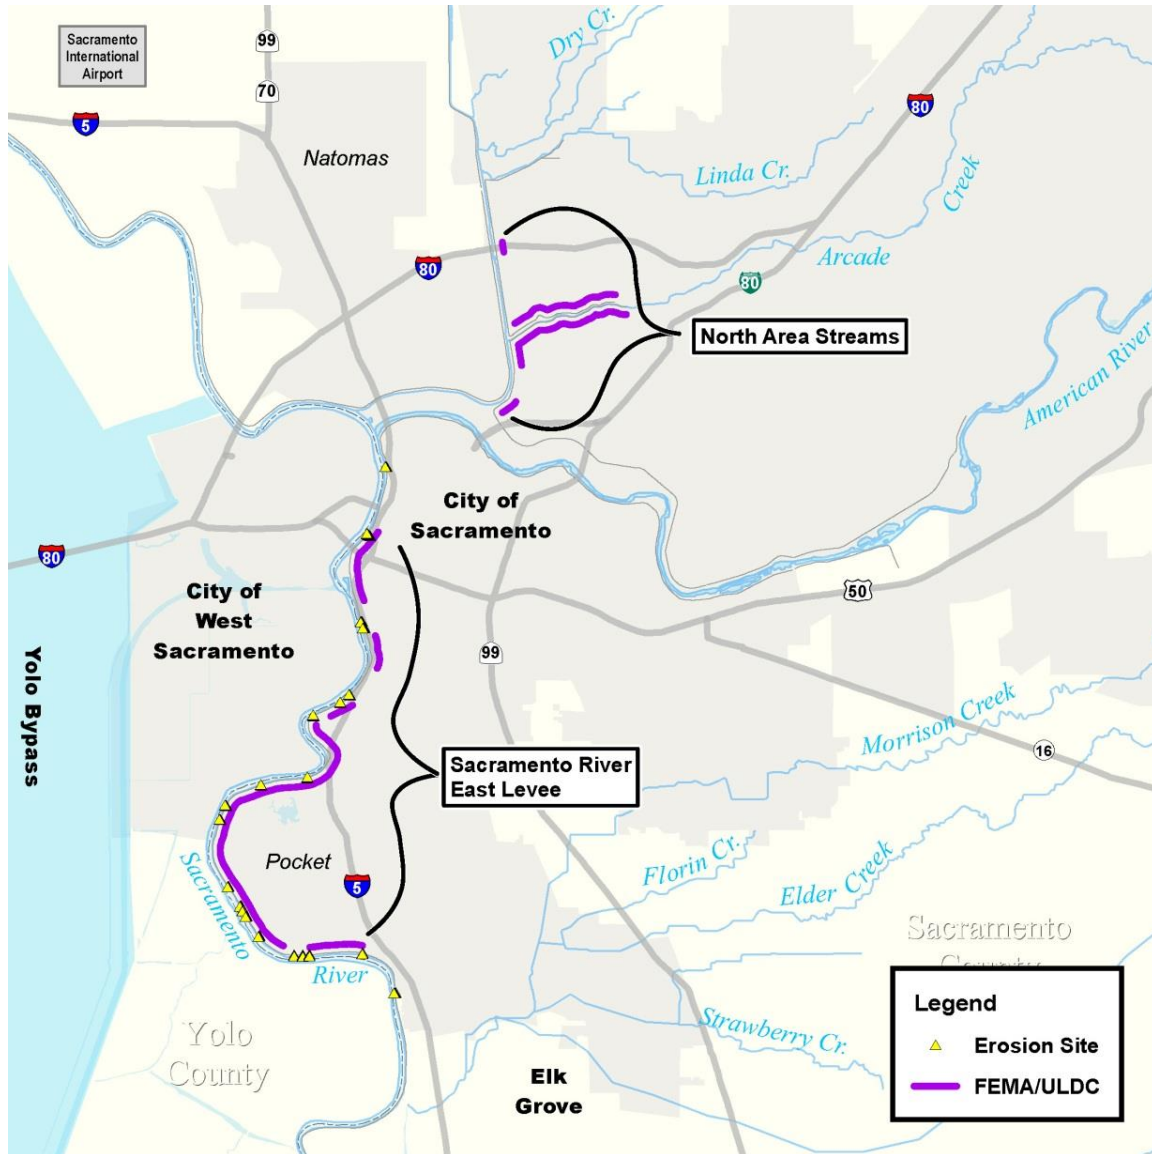 Sacramento
International
Airport
99
70
5
Natomas
Dry Cr.
80
Linda Cr.
Creek
Arcade
80
80
North Area Streams
American River
City of
Sacramento
80
City of
West
Sacramento
50
99
Yolo Bypass
Morrison Creek
16
Sacramento River
East Levee
Pocket
5
Florin Cr.
Elder Creek
Sacramento
River
Sacramento
County
Yolo
County
Strawberry Cr.
Elk
Grove
Legend
Erosion Site
FEMA/ULDC